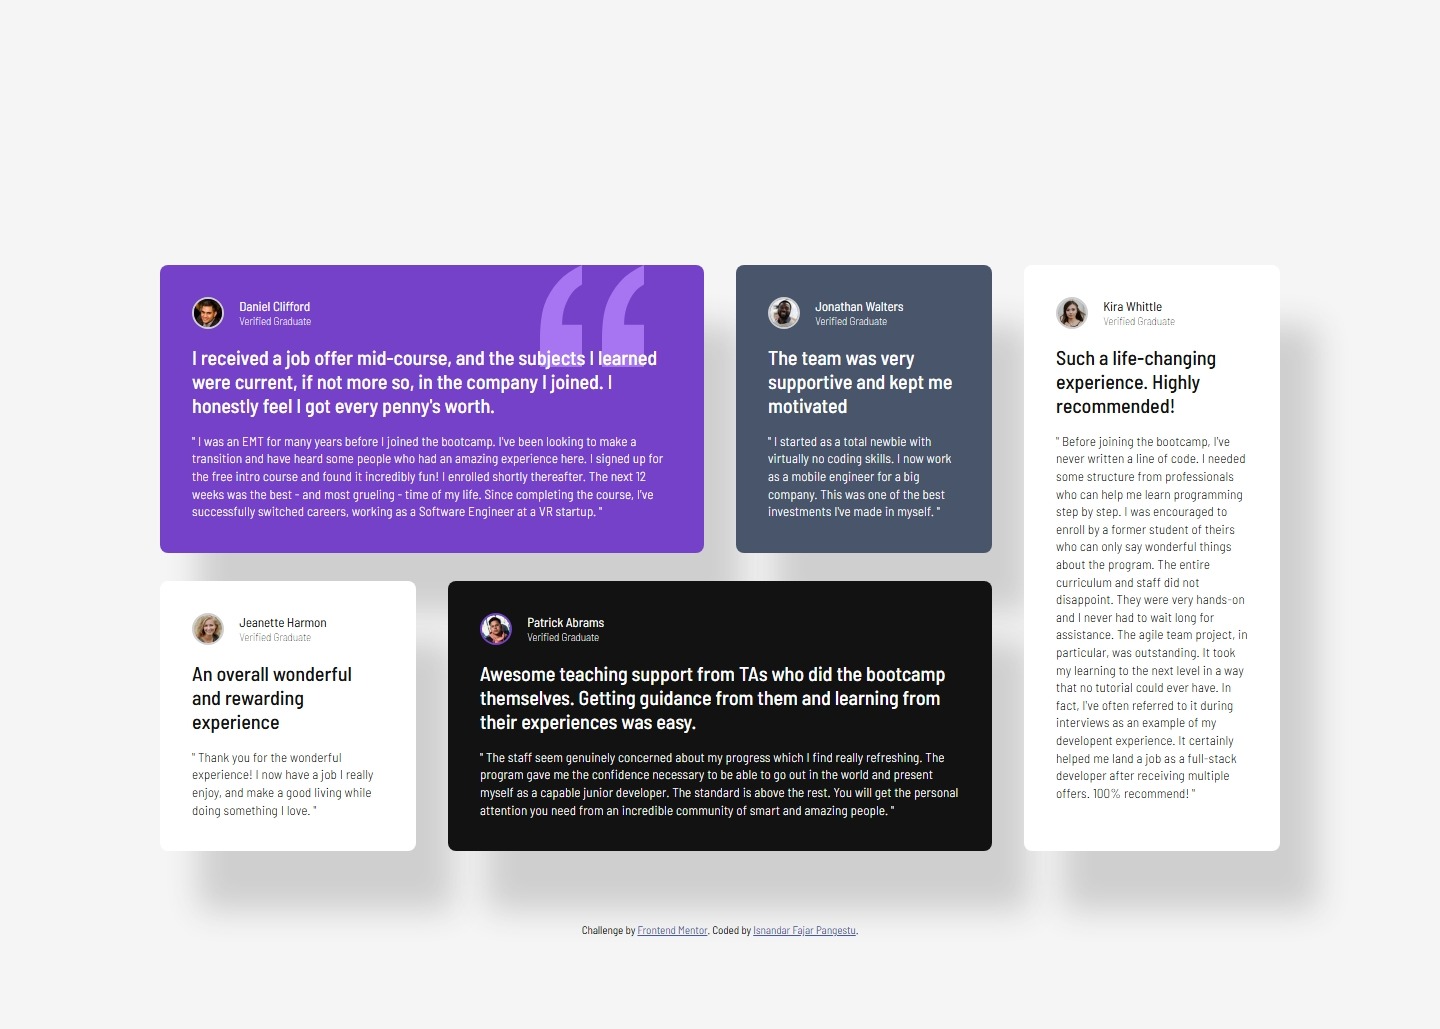 Daniel Clifford
Verified Graduate
I received a job offer mid-course, and the subjects I learned
were current, if not more so, in the company I joined. I
honestly feel I got every penny's worth.
" I was an EMT for many years before I joined the bootcamp. I've been looking to make a
transition and have heard some people who had an amazing experience here. I signed up for
the free intro course and found it incredibly fun! I enrolled shortly thereafter. The next 12
weeks was the best - and most grueling - time of my life. Since completing the course, I've
successfully switched careers, working as a Software Engineer at a VR startup. "
Jonathan Walters
Verified Graduate
The team was very
supportive and kept me
motivated
" I started as a total newbie with
virtually no coding skills. I now work
as a mobile engineer for a big
company. This was one of the best
investments I've made in myself. "
Kira Whittle
Verified Graduate
Such a life-changing
experience. Highly
recommended!
" Before joining the bootcamp, I've
never written a line of code. I needed
some structure from professionals
who can help me learn programming
step by step. I was encouraged to
enroll by a former student of theirs
who can only say wonderful things
about the program. The entire
curriculum and staff did not
disappoint. They were very hands-on
and I never had to wait long for
assistance. The agile team project, in
particular, was outstanding. It took
my learning to the next level in a way
that no tutorial could ever have. In
fact, I've often referred to it during
interviews as an example of my
developent experience. It certainly
helped me land a job as a full-stack
developer after receiving multiple
offers. 100% recommend! "
Jeanette Harmon
Verified Graduate
An overall wonderful
and rewarding
experience
" Thank you for the wonderful
experience! I now have a job I really
enjoy, and make a good living while
doing something I love. "
Patrick Abrams
Verified Graduate
Awesome teaching support from TAs who did the bootcamp
themselves. Getting guidance from them and learning from
their experiences was easy.
" The staff seem genuinely concerned about my progress which I find really refreshing. The
program gave me the confidence necessary to be able to go out in the world and present
myself as a capable junior developer. The standard is above the rest. You will get the personal
attention you need from an incredible community of smart and amazing people. "
Challenge by Frontend Mentor. Coded by Isnandar Fajar Pangestu.